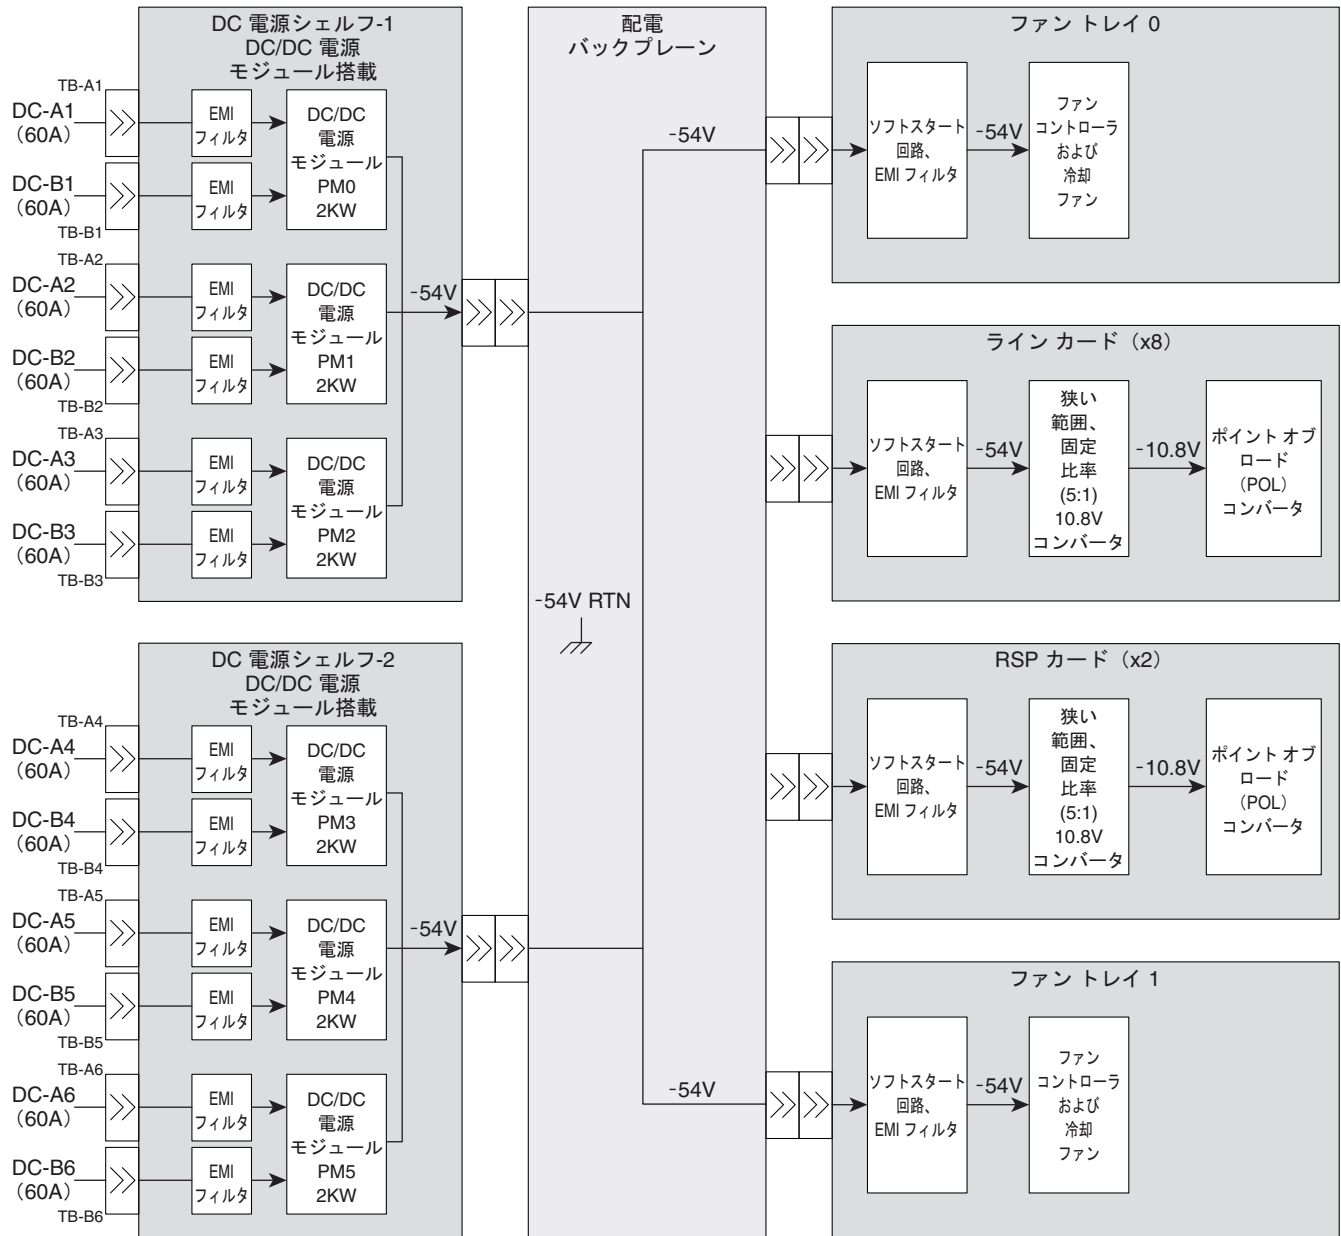 DC 電源シェルフ-1
DC/DC 電源
モジュール搭載
TB-A1
DC-A1
（60A）
EMI
フィルタ
DC-B1
（60A）
TB-B1
EMI
フィルタ
DC/DC
電源
モジュール
PM0
2KW
TB-A2
DC-A2
（60A）
EMI
フィルタ
DC-B2
（60A）
TB-B2
EMI
フィルタ
DC/DC
電源
モジュール
PM1
2KW
-54V
TB-A3
DC-A3
（60A）
EMI
フィルタ
DC-B3
（60A）
TB-B3
EMI
フィルタ
DC/DC
電源
モジュール
PM2
2KW
DC 電源シェルフ-2
DC/DC 電源
モジュール搭載
TB-A4
DC-A4
（60A）
EMI
フィルタ
DC-B4
（60A）
TB-B4
EMI
フィルタ
DC/DC
電源
モジュール
PM3
2KW
TB-A5
DC-A5
（60A）
EMI
フィルタ
DC-B5
（60A）
TB-B5
EMI
フィルタ
DC/DC
電源
モジュール
PM4
2KW
-54V
TB-A6
DC-A6
（60A）
EMI
フィルタ
DC-B6
（60A）
TB-B6
EMI
フィルタ
DC/DC
電源
モジュール
PM5
2KW
配電
バックプレーン
-54V
-54V RTN
-54V
ファン トレイ 0
ソフトスタート
回路、
EMI フィルタ
-54V
ファン
コントローラ
および
冷却
ファン
ライン カード（x8）
ソフトスタート
回路、
EMI フィルタ
-54V
狭い
範囲、
固定
比率
(5:1)
10.8V
コンバータ
-10.8V
ポイント オブ
ロード
（POL）
コンバータ
RSP カード（x2）
ソフトスタート
回路、
EMI フィルタ
-54V
狭い
範囲、
固定
比率
(5:1)
10.8V
コンバータ
-10.8V
ポイント オブ
ロード
（POL）
コンバータ
ファン トレイ 1
ソフトスタート
回路、
EMI フィルタ
-54V
ファン
コントローラ
および
冷却
ファン